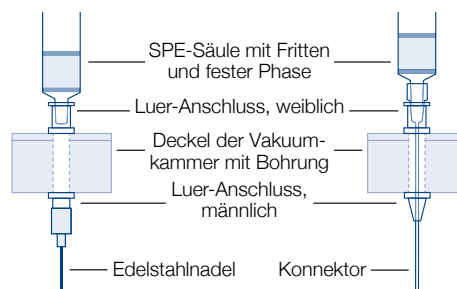 SPE-Säule mit Fritten
und fester Phase
Luer-Anschluss, weiblich
Deckel der Vakuum-
kammer mit Bohrung
Luer-Anschluss,
männlich
Edelstahlnadel
Konnektor